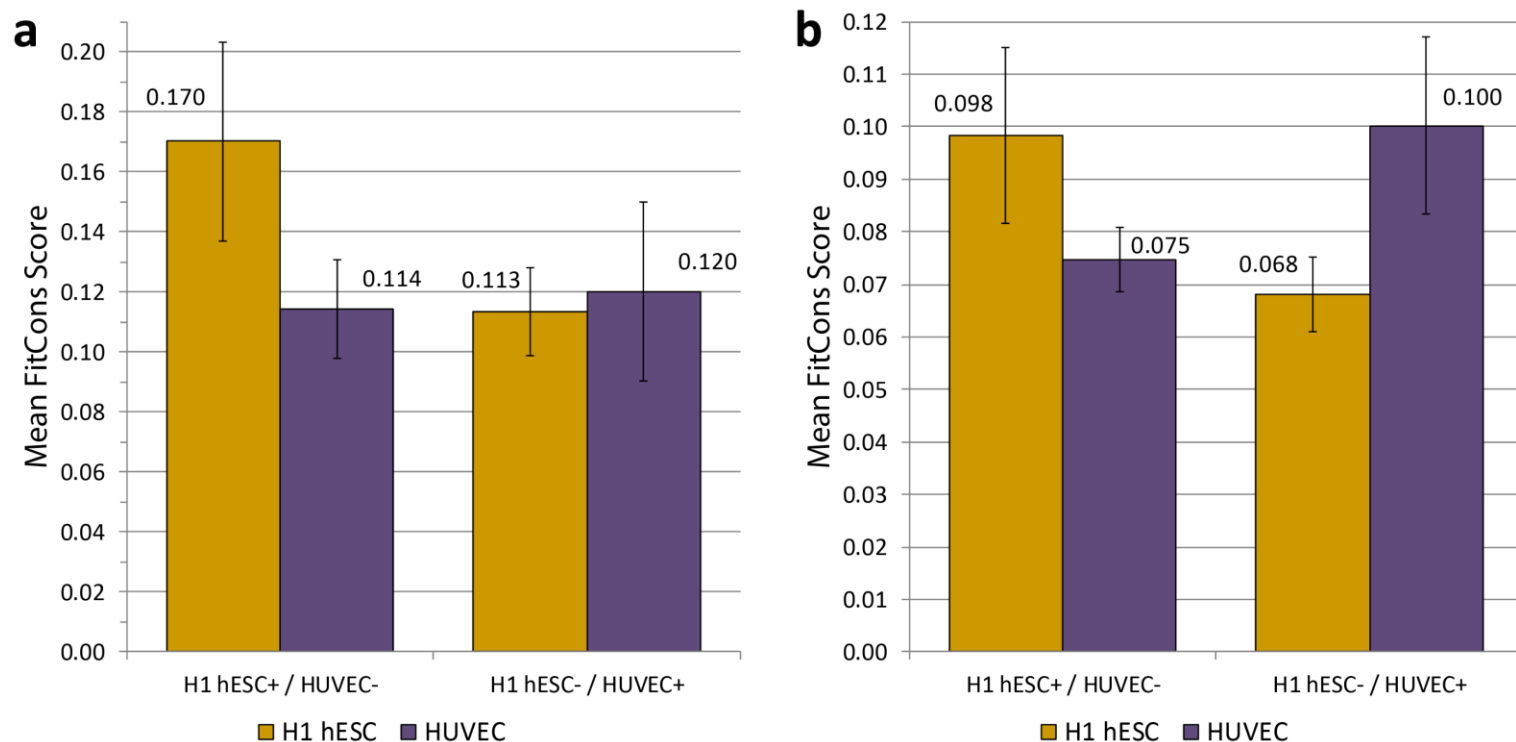 a
Mean FitCons Score
0.20
0.18
0.16
0.14
0.12
0.10
0.08
0.06
0.04
0.02
0.00
0.170
0.114
0.113
0.120
H1 hESC+ / HUVEC-
H1 hESC- / HUVEC+
H1 hESC
HUVEC
b
Mean FitCons Score
0.12
0.11
0.10
0.09
0.08
0.07
0.06
0.05
0.04
0.03
0.02
0.01
0.00
0.098
0.075
0.068
0.100
H1 hESC+ / HUVEC-
H1 hESC- / HUVEC+
H1 hESC
HUVEC